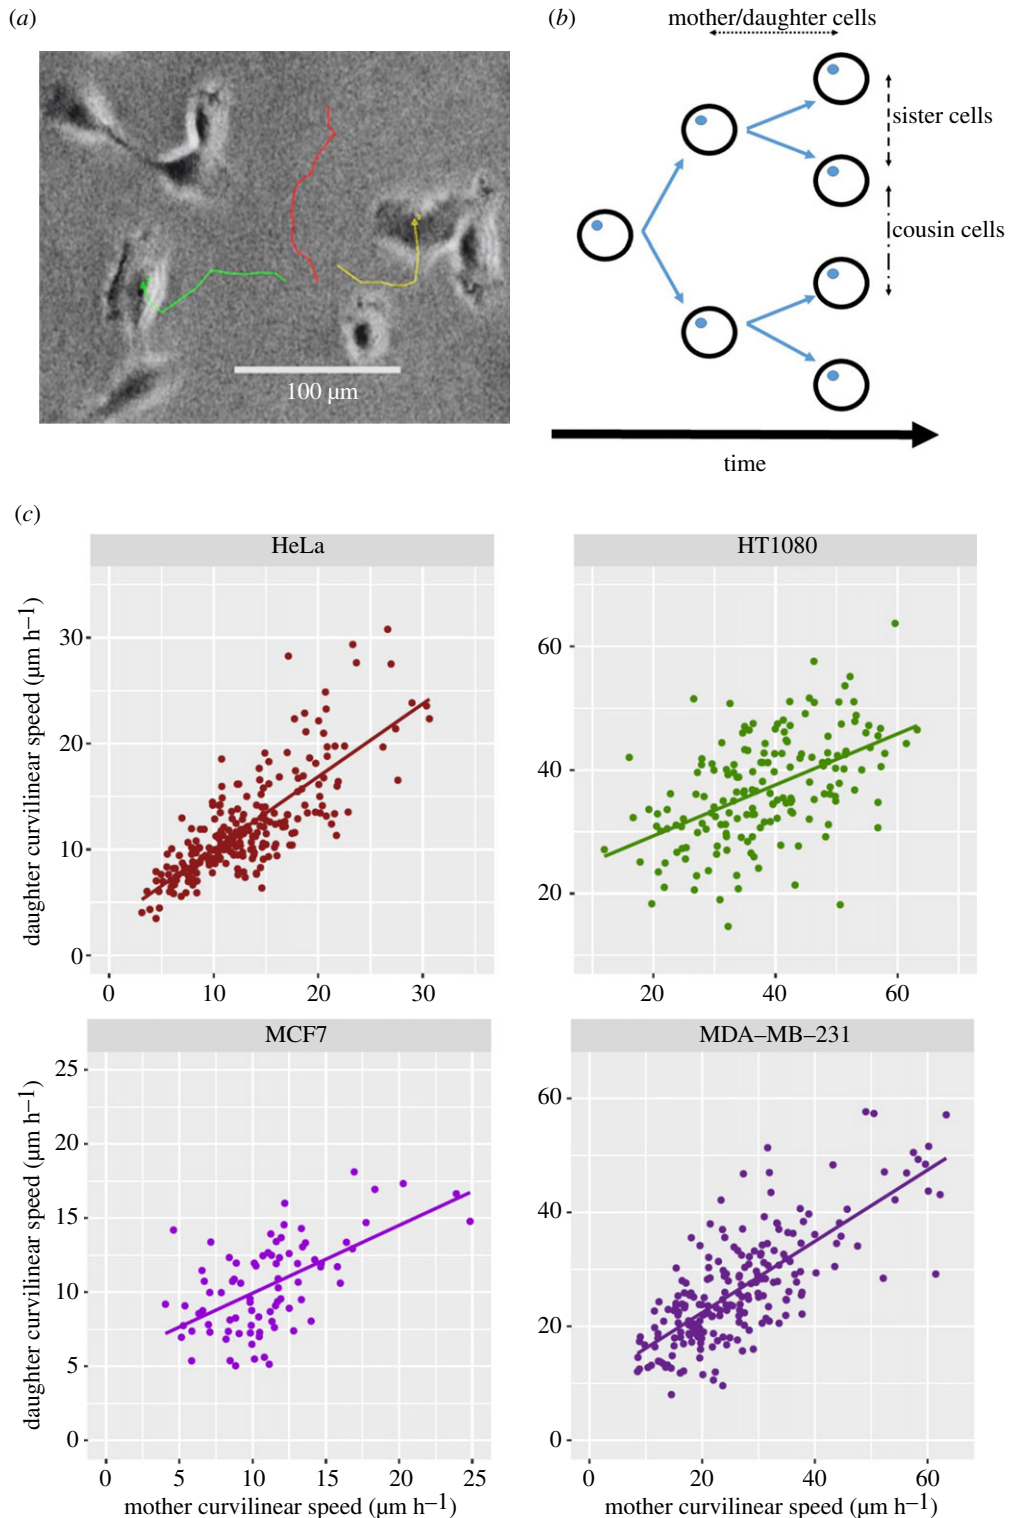 (a)
100 µm
(b)
mother/daughter cells
sister cells
cousin cells
time
(c)
HeLa
daughter curvilinear speed (µm h−1)
30
20
10
0
0 10 20 30
HT1080
60
40
20
20 40 60
MCF7
daughter curvilinear speed (µm h−1)
25
20
15
10
5
0
0 5 10 15 20 25
mother curvilinear speed (µm h−1)
MDA–MB–231
60
40
20
0
0 20 40 60
mother curvilinear speed (µm h−1)